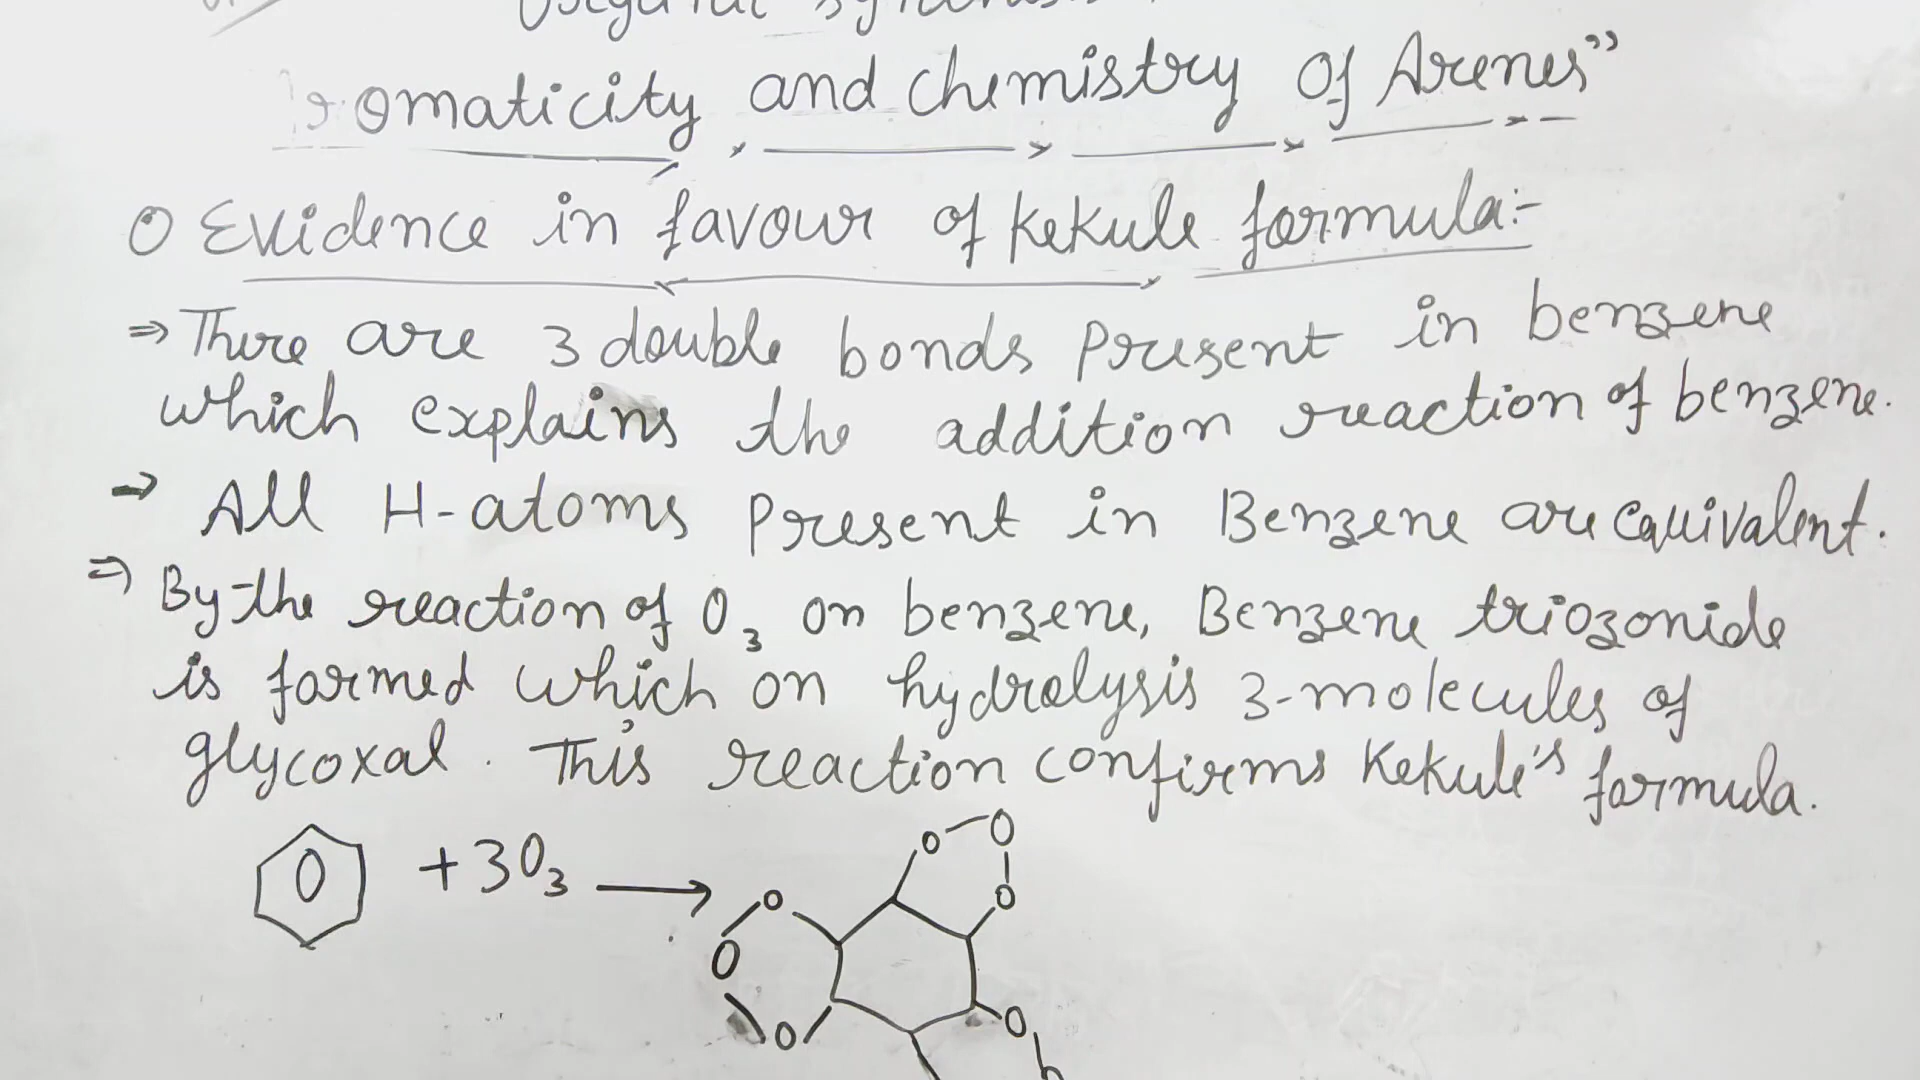 Organic synthesis
Aromaticity and chemistry of Arenes"
O Evidence in favour of Kekule formula:-
⇒ There are 3 double bonds present in benzene
which explains the addition reaction of benzene.
→ All H-atoms present in Benzene are equivalent.
⇒ By the reaction of O₃ on benzene, Benzene triozonide
is formed which on hydrolysis 3-molecules of
glycoxal. This reaction confirms Kekule's formula.
+ 3O₃ ⟶
O O O
O O O
O